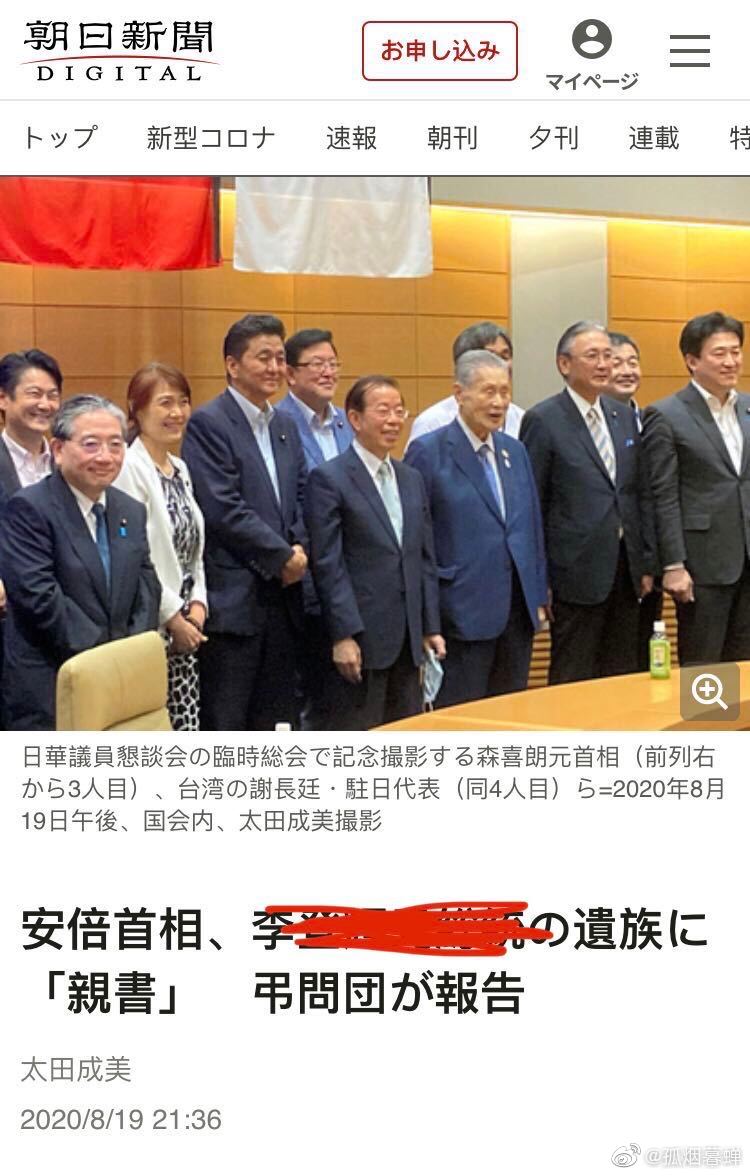 朝日新聞
DIGITAL
お申し込み
マイページ
トップ 新型コロナ 速報 朝刊 夕刊 連載 特
日華議員懇談会の臨時総会で記念撮影する森喜朗元首相（前列右
から3人目）、台湾の謝長廷・駐日代表（同4人目）ら=2020年8月
19日午後、国会内、太田成美撮影
安倍首相、李の遺族に
「親書」　弔問団が報告
太田成美
2020/8/19 21:36
@孤烟暮蝉